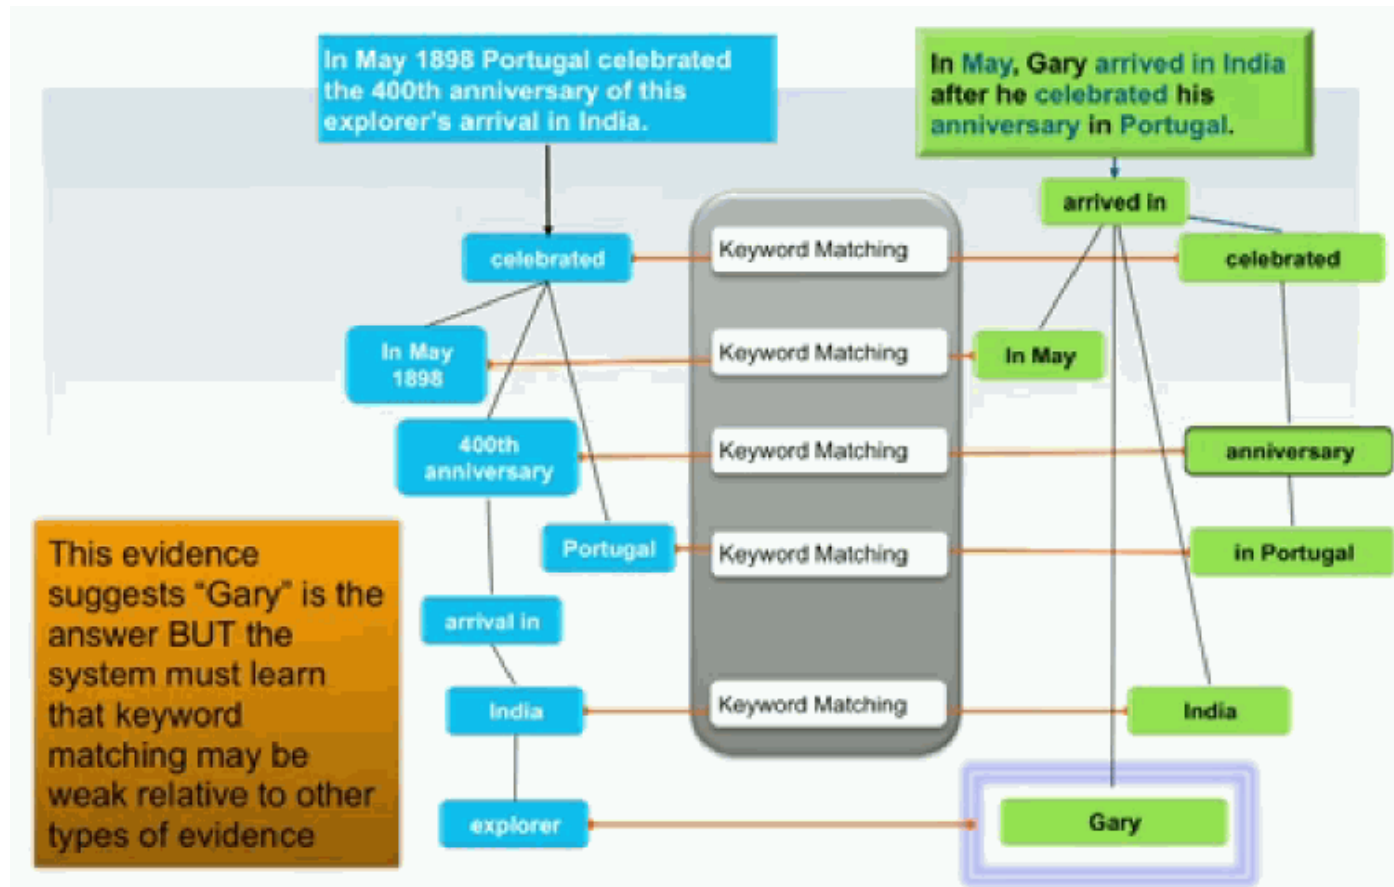 In May 1898 Portugal celebrated
the 400th anniversary of this
explorer's arrival in India.
In May, Gary arrived in India
after he celebrated his
anniversary in Portugal.
arrived in
celebrated
Keyword Matching
celebrated
In May
1898
Keyword Matching
In May
400th
anniversary
Keyword Matching
anniversary
Portugal
Keyword Matching
in Portugal
arrival in
India
Keyword Matching
India
explorer
Gary
This evidence
suggests “Gary” is the
answer BUT the
system must learn
that keyword
matching may be
weak relative to other
types of evidence